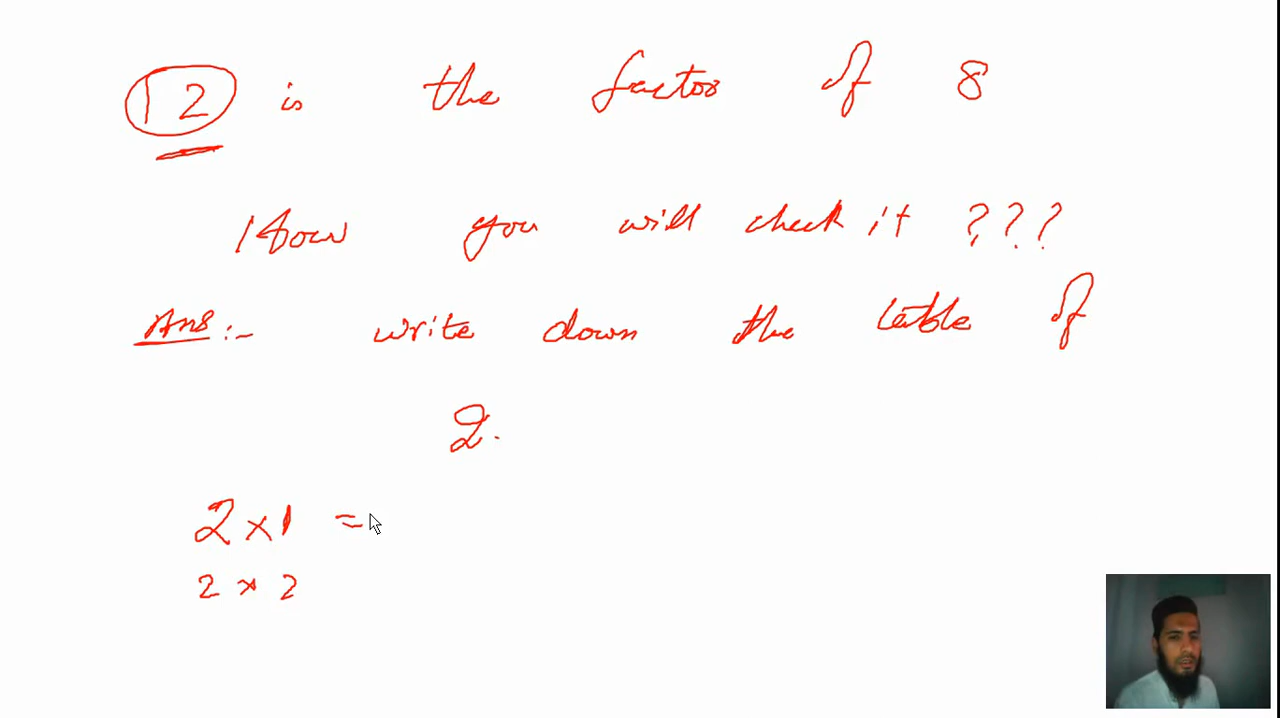 12 is the factor of 8
How you will check it ???
Ans:- write down the table of
2.
2 × 1 =
2 × 2